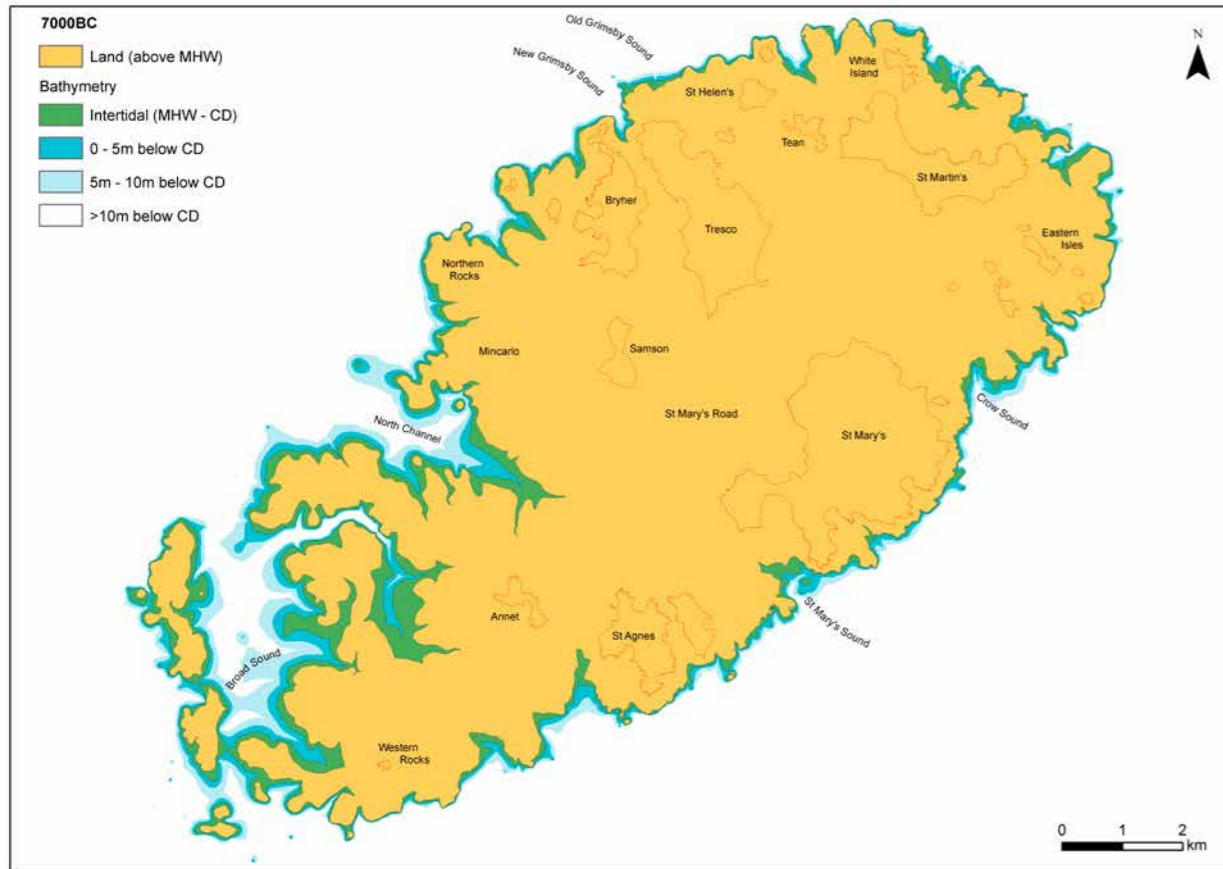 7000BC
Land (above MHW)
Bathymetry
Intertidal (MHW - CD)
0 - 5m below CD
5m - 10m below CD
>10m below CD
Old Grimsby Sound
New Grimsby Sound
N
White
Island
St Helen's
Tean
St Martin's
Bryher
Tresco
Eastern
Isles
Northern
Rocks
Mincarlo
Samson
St Mary's Road
St Mary's
Crow Sound
North Channel
Annet
St Agnes
St Mary's Sound
Broad Sound
Western
Rocks
0 1 2
km